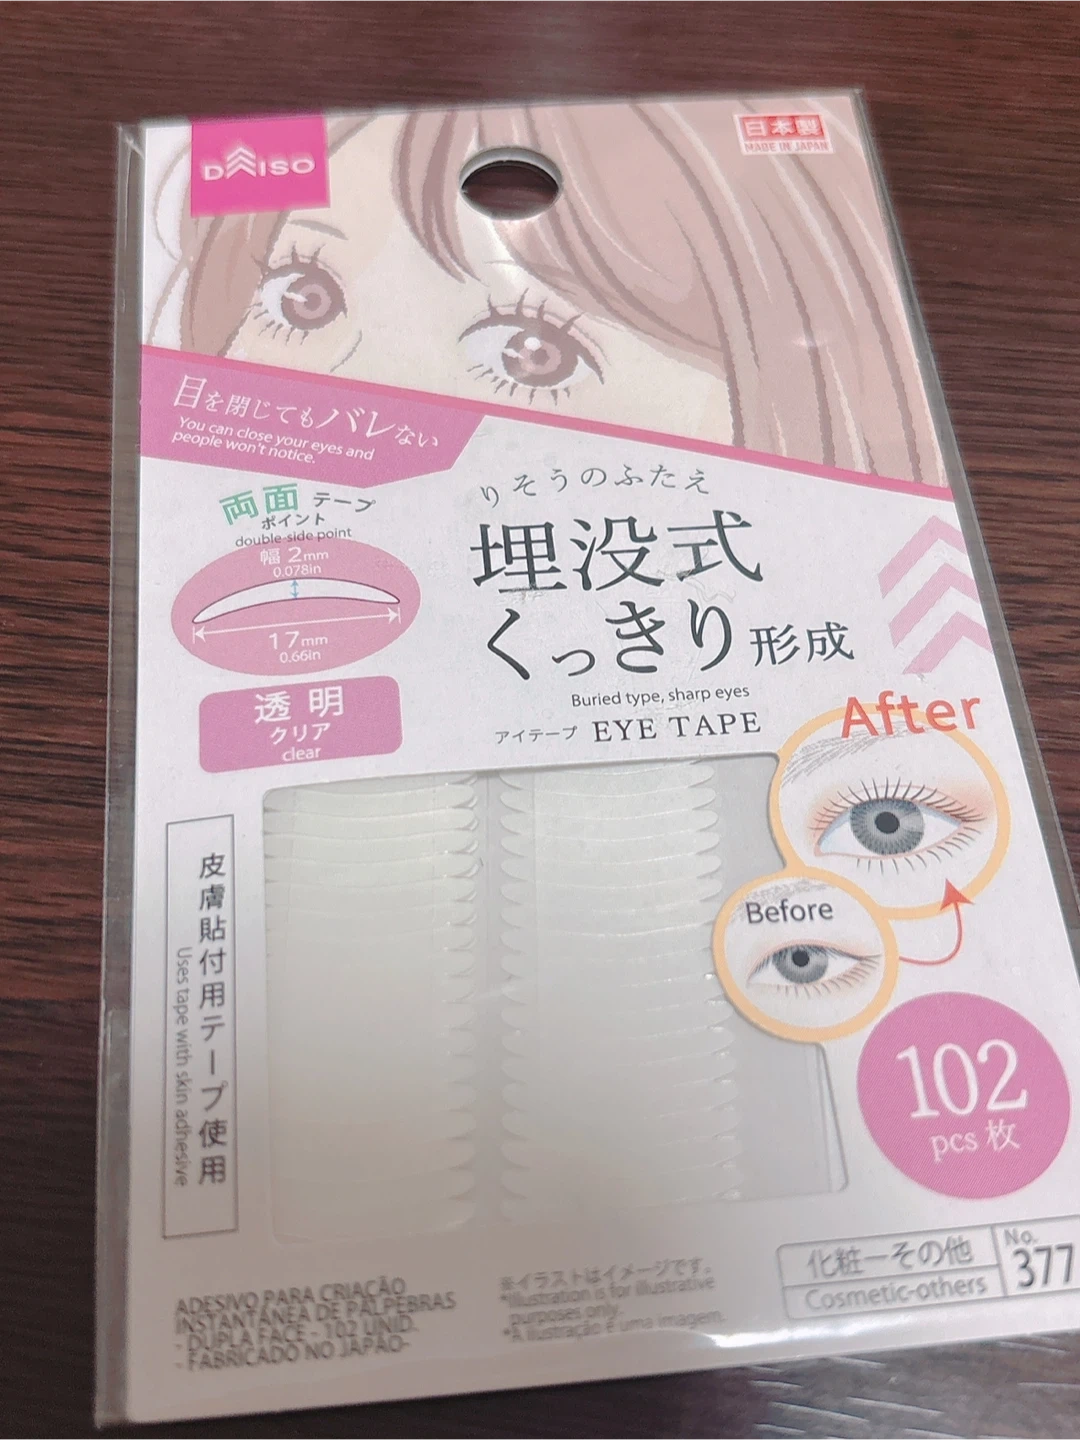 DAISO
日本製
MADE IN JAPAN
目を閉じてもバレない
You can close your eyes and
people won't notice.
両面テープ
ポイント
double-side point
幅 2mm
0.078in
17mm
0.66in
透明
クリア
clear
りそうのふたえ
埋没式
くっきり形成
Buried type, sharp eyes
アイテープ EYE TAPE
After
Before
皮膚貼付用テープ使用
Uses tape with skin adhesive
102
pcs 枚
ADESIVO PARA CRIAÇÃO
INSTANTÂNEA DE PÁLPEBRAS
- DUPLA FACE - 102 UNID.
- FABRICADO NO JAPÃO-
※イラストはイメージです。
*Illustration is for illustrative
purposes only.
*A ilustração é uma imagem.
化粧ーその他
Cosmetic-others
No.
377